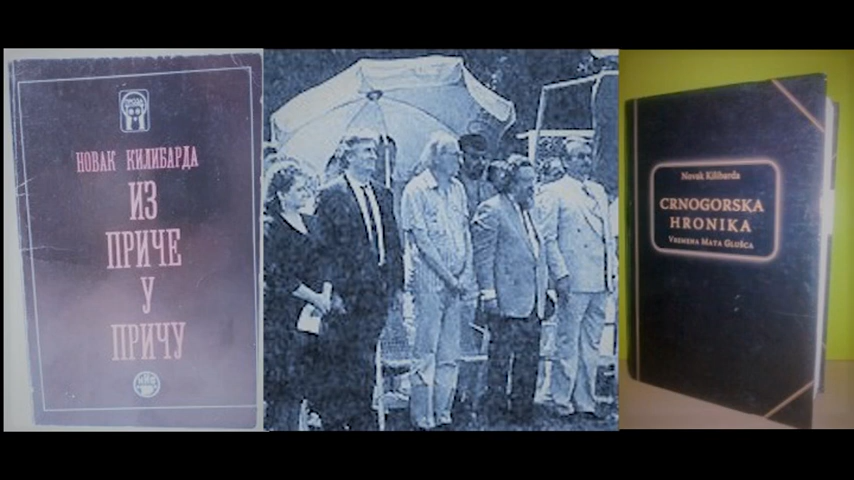 НОВАК КИЛИБАРДА
ИЗ
ПРИЧЕ
У
ПРИЧУ
Novak Kilibarda
CRNOGORSKA
HRONIKA
VREMENA MATA GLUŠCA